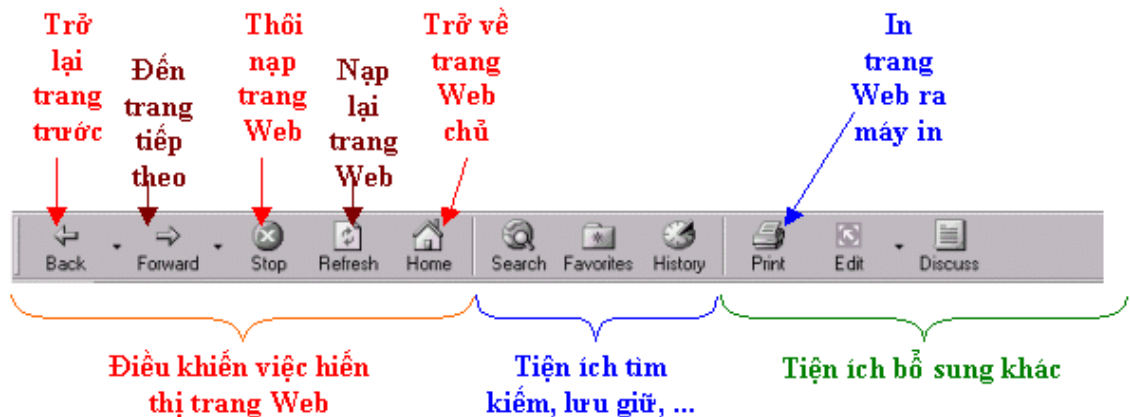 Trở
lại
trang
trước
Đến
trang
tiếp
theo
Thôi
nạp
trang
Web
Nạp
lại
trang
Web
Trở về
trang
Web
chủ
In
trang
Web ra
máy in
Back
Forward
Stop
Refresh
Home
Search
Favorites
History
Print
Edit
Discuss
Điều khiến việc hiến
thị trang Web
Tiện ích tìm
kiếm, lưu giữ, ...
Tiện ích bổ sung khác